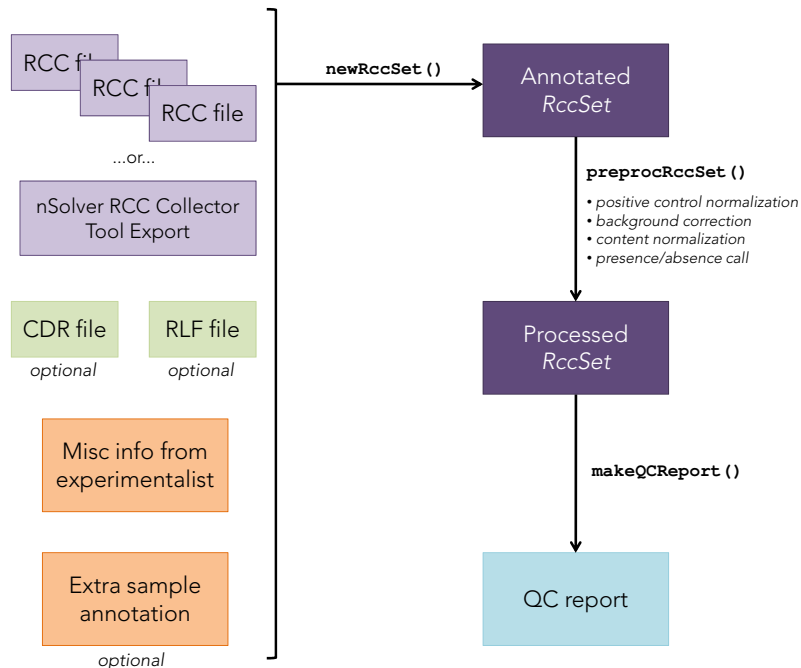 RCC fil
RCC fil
RCC file
...or...
nSolver RCC Collector
Tool Export
CDR file
optional
RLF file
optional
Misc info from
experimentalist
Extra sample
annotation
optional
newRccSet()
Annotated
RccSet
preprocRccSet()
• positive control normalization
• background correction
• content normalization
• presence/absence call
Processed
RccSet
makeQCReport()
QC report